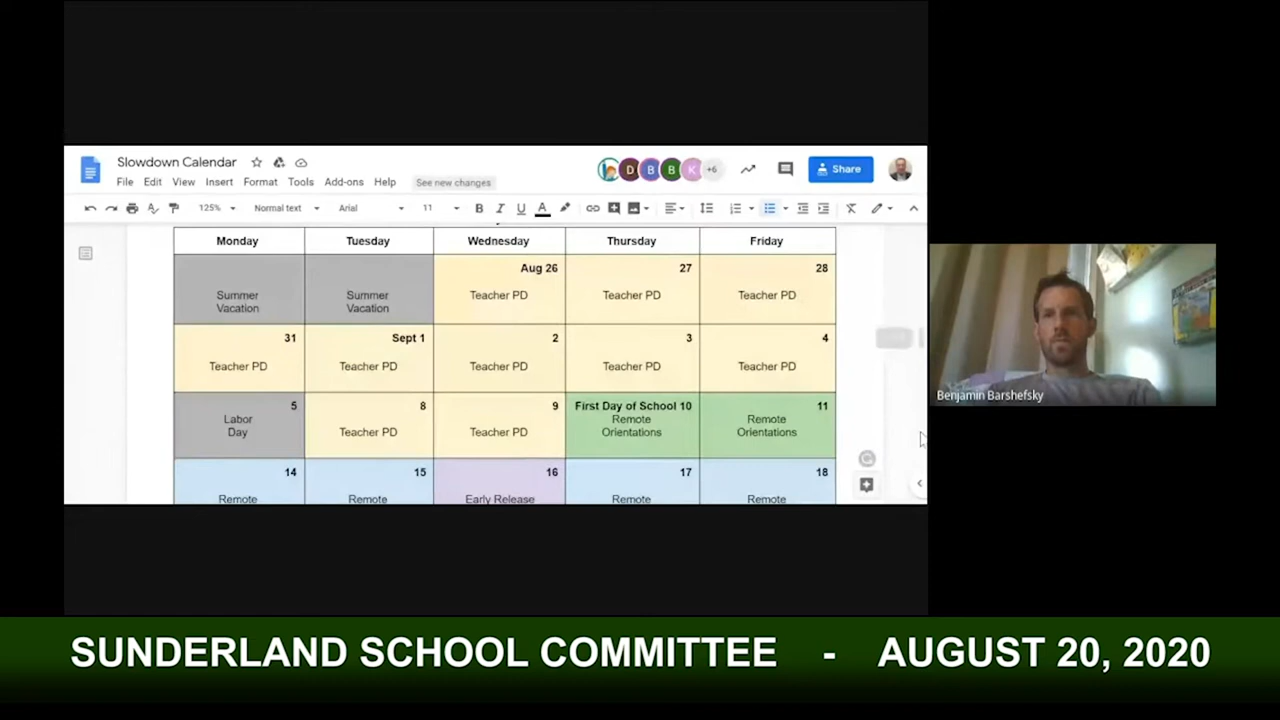 Slowdown Calendar
File Edit View Insert Format Tools Add-ons Help See new changes
D B B K +6 Share
125% Normal text Arial 11 B I U A
Monday Tuesday Wednesday Thursday Friday
Aug 26 27 28
Summer Vacation Summer Vacation Teacher PD Teacher PD Teacher PD
31 Sept 1 2 3 4
Teacher PD Teacher PD Teacher PD Teacher PD Teacher PD
5 8 9 First Day of School 10 11
Labor Day Teacher PD Teacher PD Remote Orientations Remote Orientations
14 15 16 17 18
Remote Remote Early Release Remote Remote
Benjamin Barshefsky
SUNDERLAND SCHOOL COMMITTEE - AUGUST 20, 2020